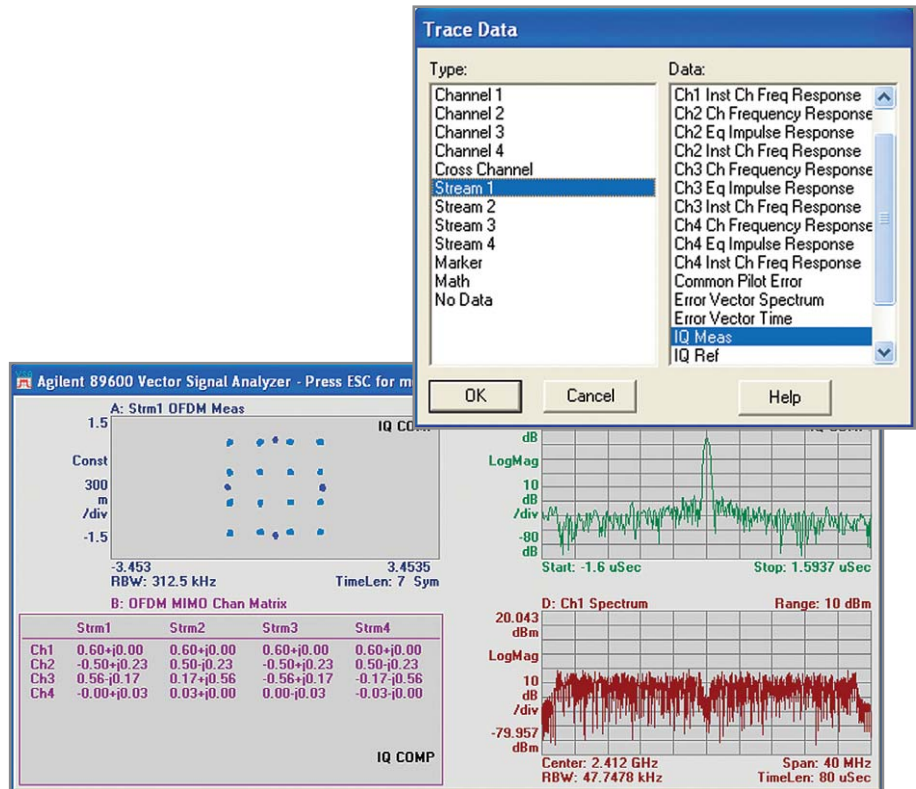 Trace Data
Type:
Channel 1
Channel 2
Channel 3
Channel 4
Cross Channel
Stream 1
Stream 2
Stream 3
Stream 4
Marker
Math
No Data
Data:
Ch1 Inst Ch Freq Response
Ch2 Ch Frequency Response
Ch2 Eq Impulse Response
Ch2 Inst Ch Freq Response
Ch3 Ch Frequency Response
Ch3 Eq Impulse Response
Ch3 Inst Ch Freq Response
Ch4 Ch Frequency Response
Ch4 Eq Impulse Response
Ch4 Inst Ch Freq Response
Common Pilot Error
Error Vector Spectrum
Error Vector Time
IQ Meas
IQ Ref
OK Cancel Help
Agilent 89600 Vector Signal Analyzer - Press ESC for m
A: Strm1 OFDM Meas
1.5
IQ
Const
300
m
/div
-1.5
-3.453 3.4535
RBW: 312.5 kHz TimeLen: 7 Sym
B: OFDM MIMO Chan Matrix
Strm1 Strm2 Strm3 Strm4
Ch1 0.60+j0.00 0.60+j0.00 0.60+j0.00 0.60+j0.00
Ch2 -0.50+j0.23 0.50-j0.23 -0.50+j0.23 0.50-j0.23
Ch3 0.56-j0.17 0.17+j0.56 -0.56+j0.17 -0.17-j0.56
Ch4 -0.00+j0.03 0.03+j0.00 0.00-j0.03 -0.03-j0.00
IQ COMP
dB
LogMag
10
dB
/div
-80
dB
Start: -1.6 uSec Stop: 1.5937 uSec
D: Ch1 Spectrum Range: 10 dBm
20.043
dBm
LogMag
10
dB
/div
-79.957
dBm
Center: 2.412 GHz Span: 40 MHz
RBW: 47.7478 kHz TimeLen: 80 uSec